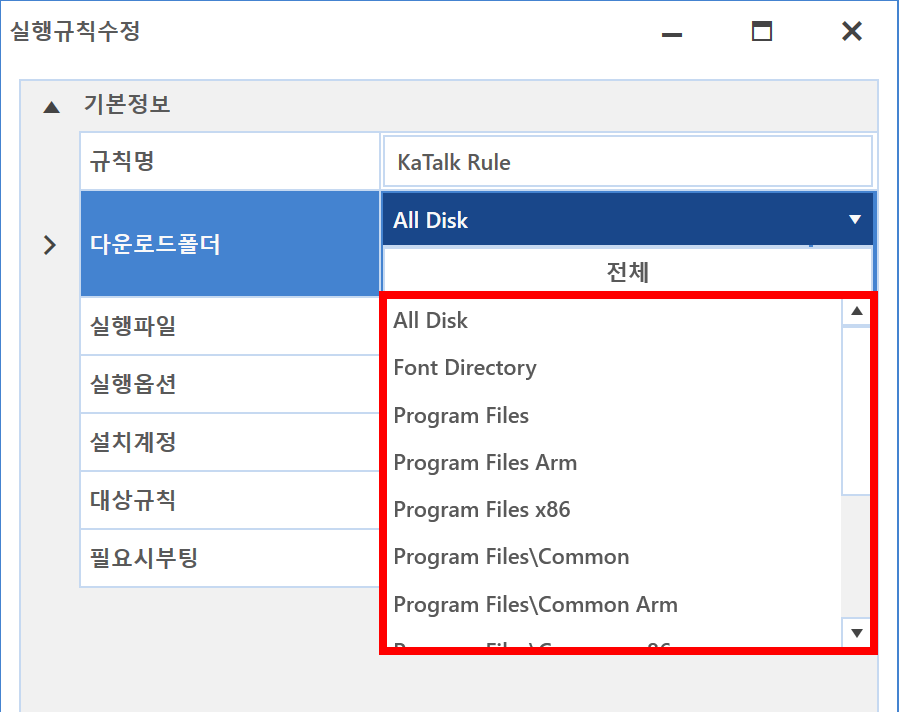 실행규칙수정
기본정보
규칙명
KaTalk Rule
다운로드폴더
All Disk
전체
실행파일
실행옵션
설치계정
대상규칙
필요시부팅
All Disk
Font Directory
Program Files
Program Files Arm
Program Files x86
Program Files\Common
Program Files\Common Arm